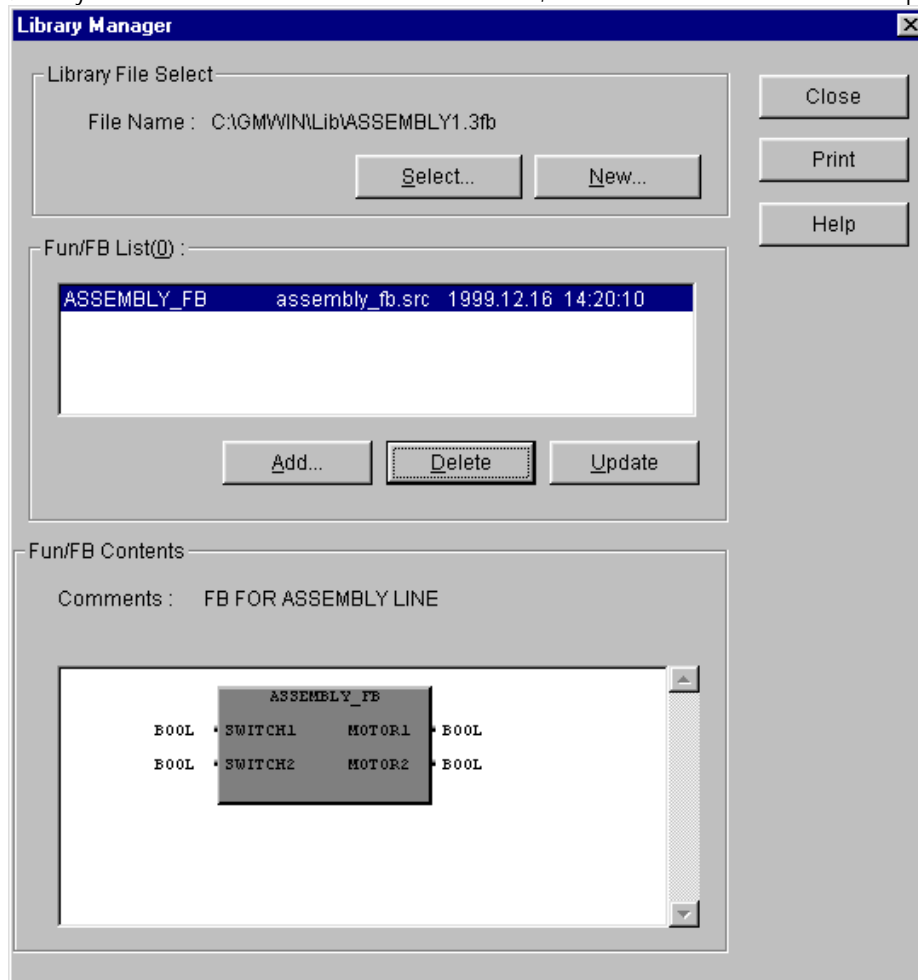 Library Manager
Library File Select
File Name : C:\GMWIN\Lib\ASSEMBLY1.3fb
Select... New...
Close
Print
Help
Fun/FB List(0) :
ASSEMBLY_FB assembly_fb.src 1999.12.16 14:20:10
Add... Delete Update
Fun/FB Contents
Comments : FB FOR ASSEMBLY LINE
ASSEMBLY_FB
BOOL SWITCH1 MOTOR1 BOOL
BOOL SWITCH2 MOTOR2 BOOL